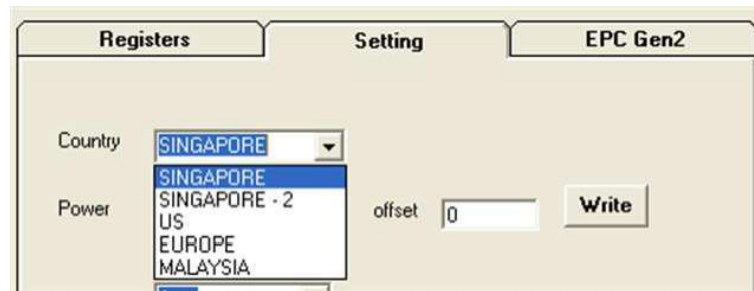 Registers Setting EPC Gen2
Country SINGAPORE
SINGAPORE
Power SINGAPORE - 2 offset 0 Write
US
EUROPE
MALAYSIA